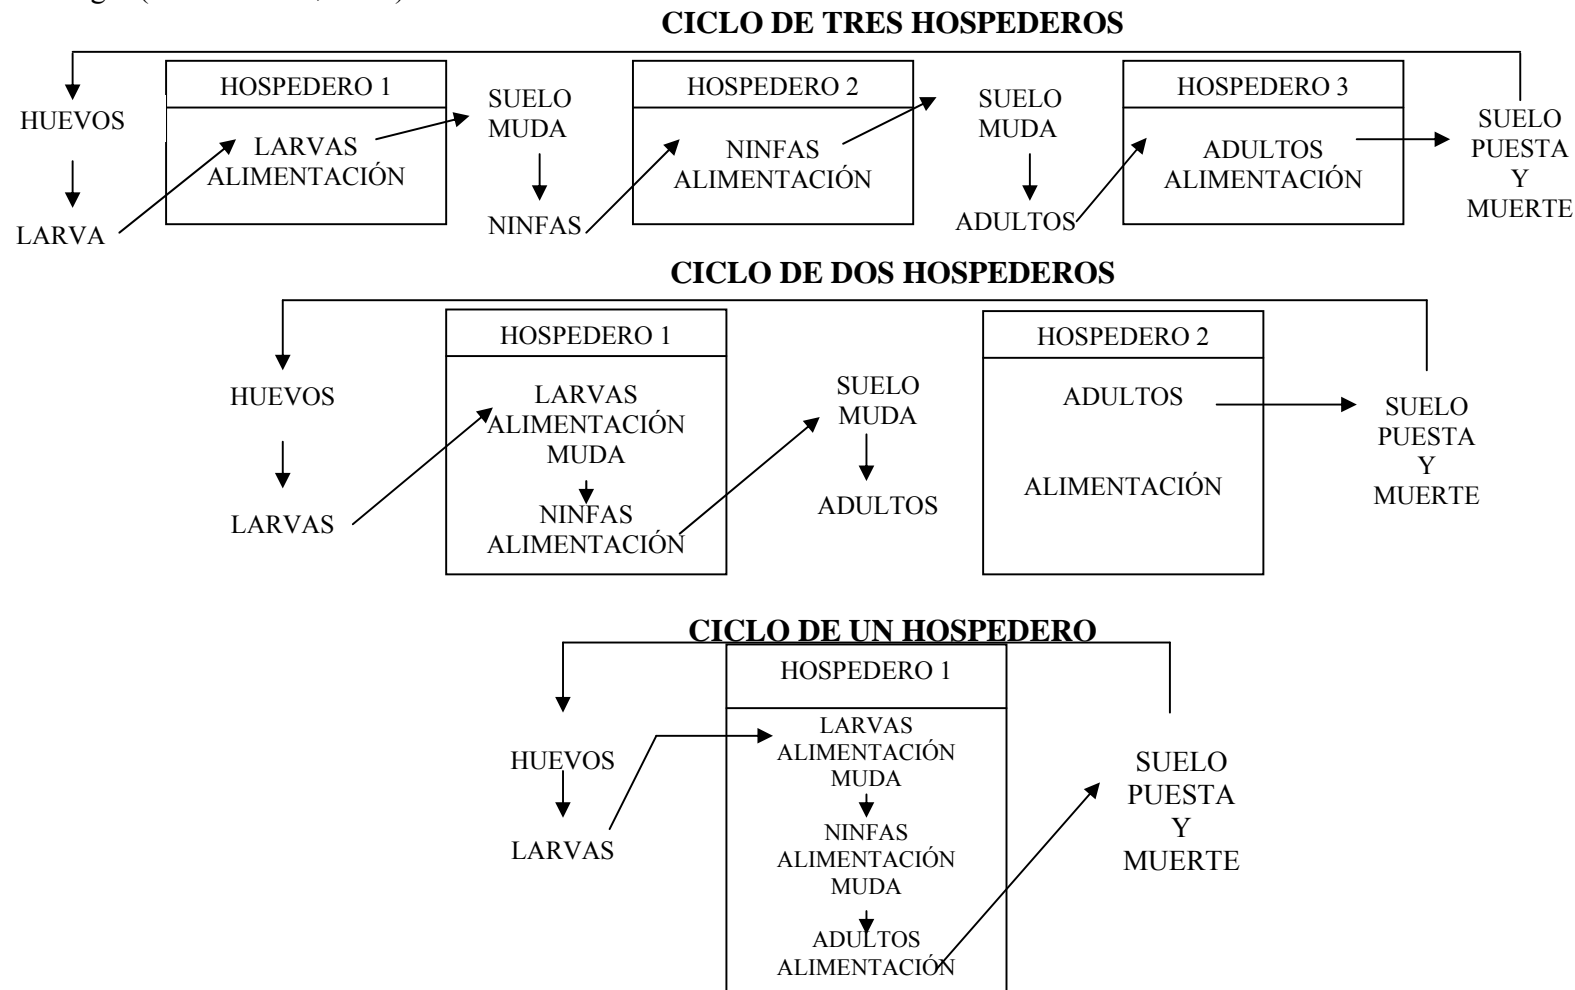 CICLO DE TRES HOSPEDEROS
HUEVOS
LARVA
HOSPEDERO 1
LARVAS
ALIMENTACIÓN
SUELO
MUDA
NINFAS
HOSPEDERO 2
NINFAS
ALIMENTACIÓN
SUELO
MUDA
ADULTOS
HOSPEDERO 3
ADULTOS
ALIMENTACIÓN
SUELO
PUESTA
Y
MUERTE
CICLO DE DOS HOSPEDEROS
HUEVOS
LARVAS
HOSPEDERO 1
LARVAS
ALIMENTACIÓN
MUDA
NINFAS
ALIMENTACIÓN
SUELO
MUDA
ADULTOS
HOSPEDERO 2
ADULTOS
ALIMENTACIÓN
SUELO
PUESTA
Y
MUERTE
CICLO DE UN HOSPEDERO
HUEVOS
LARVAS
HOSPEDERO 1
LARVAS
ALIMENTACIÓN
MUDA
NINFAS
ALIMENTACIÓN
MUDA
ADULTOS
ALIMENTACIÓN
SUELO
PUESTA
Y
MUERTE